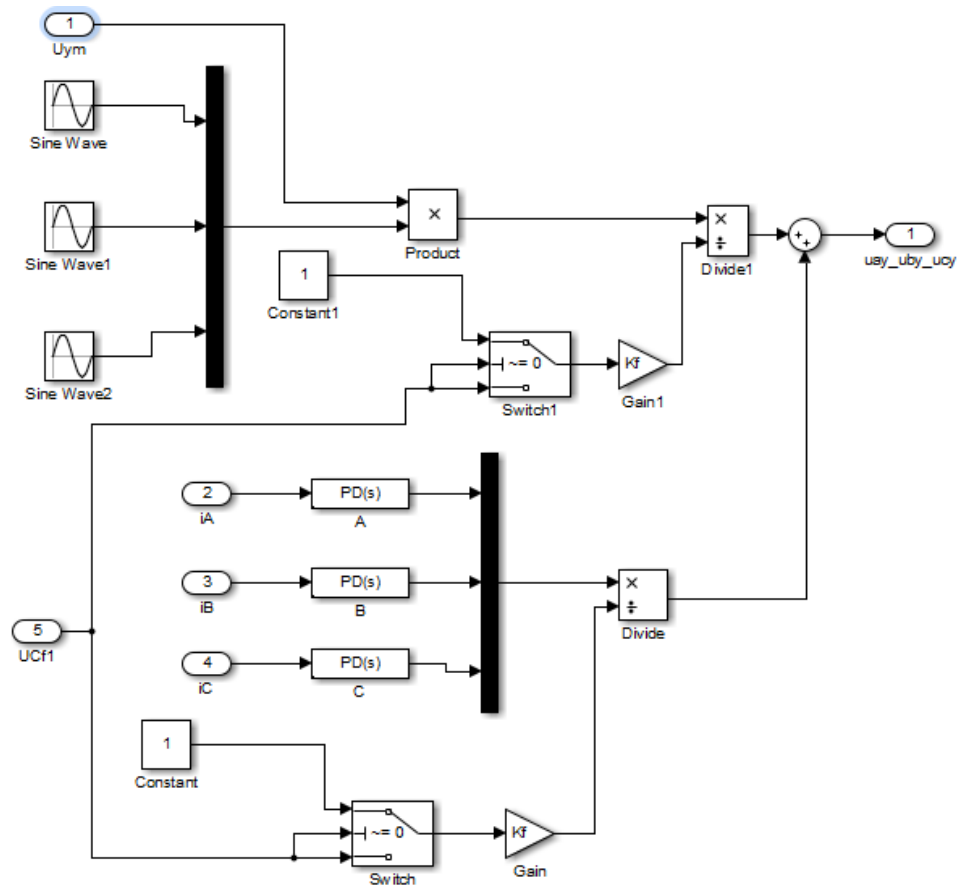 1
Uym
Sine Wave
Sine Wave1
Sine Wave2
×
Product
1
Constant1
~= 0
Switch1
Kf
Gain1
×
÷
Divide1
+
+
1
uay_uby_ucy
2
iA
PD(s)
A
3
iB
PD(s)
B
4
iC
PD(s)
C
×
÷
Divide
5
UCf1
1
Constant
~= 0
Switch
Kf
Gain